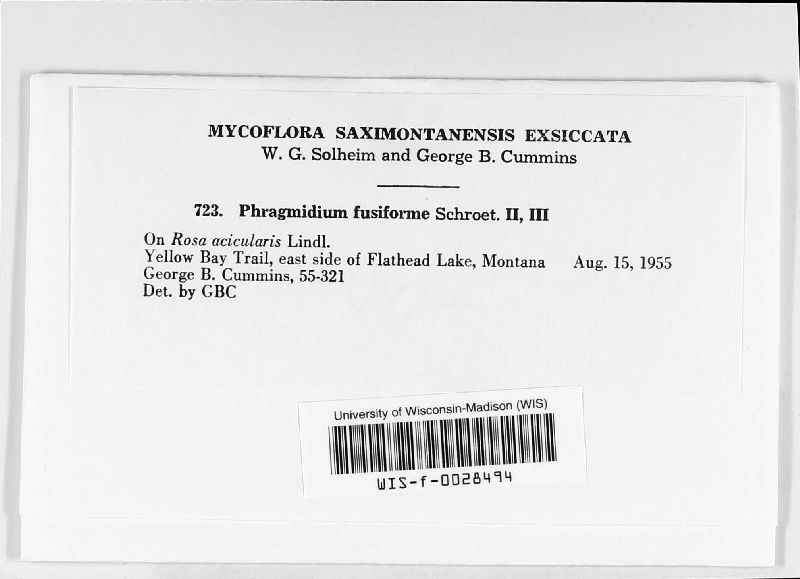 MYCOFLORA SAXIMONTANENSIS EXSICCATA
W. G. Solheim and George B. Cummins
723. Phragmidium fusiforme Schroet. II, III
On Rosa acicularis Lindl.
Yellow Bay Trail, east side of Flathead Lake, Montana Aug. 15, 1955
George B. Cummins, 55-321
Det. by GBC
University of Wisconsin-Madison (WIS)
WIS-f-0028494